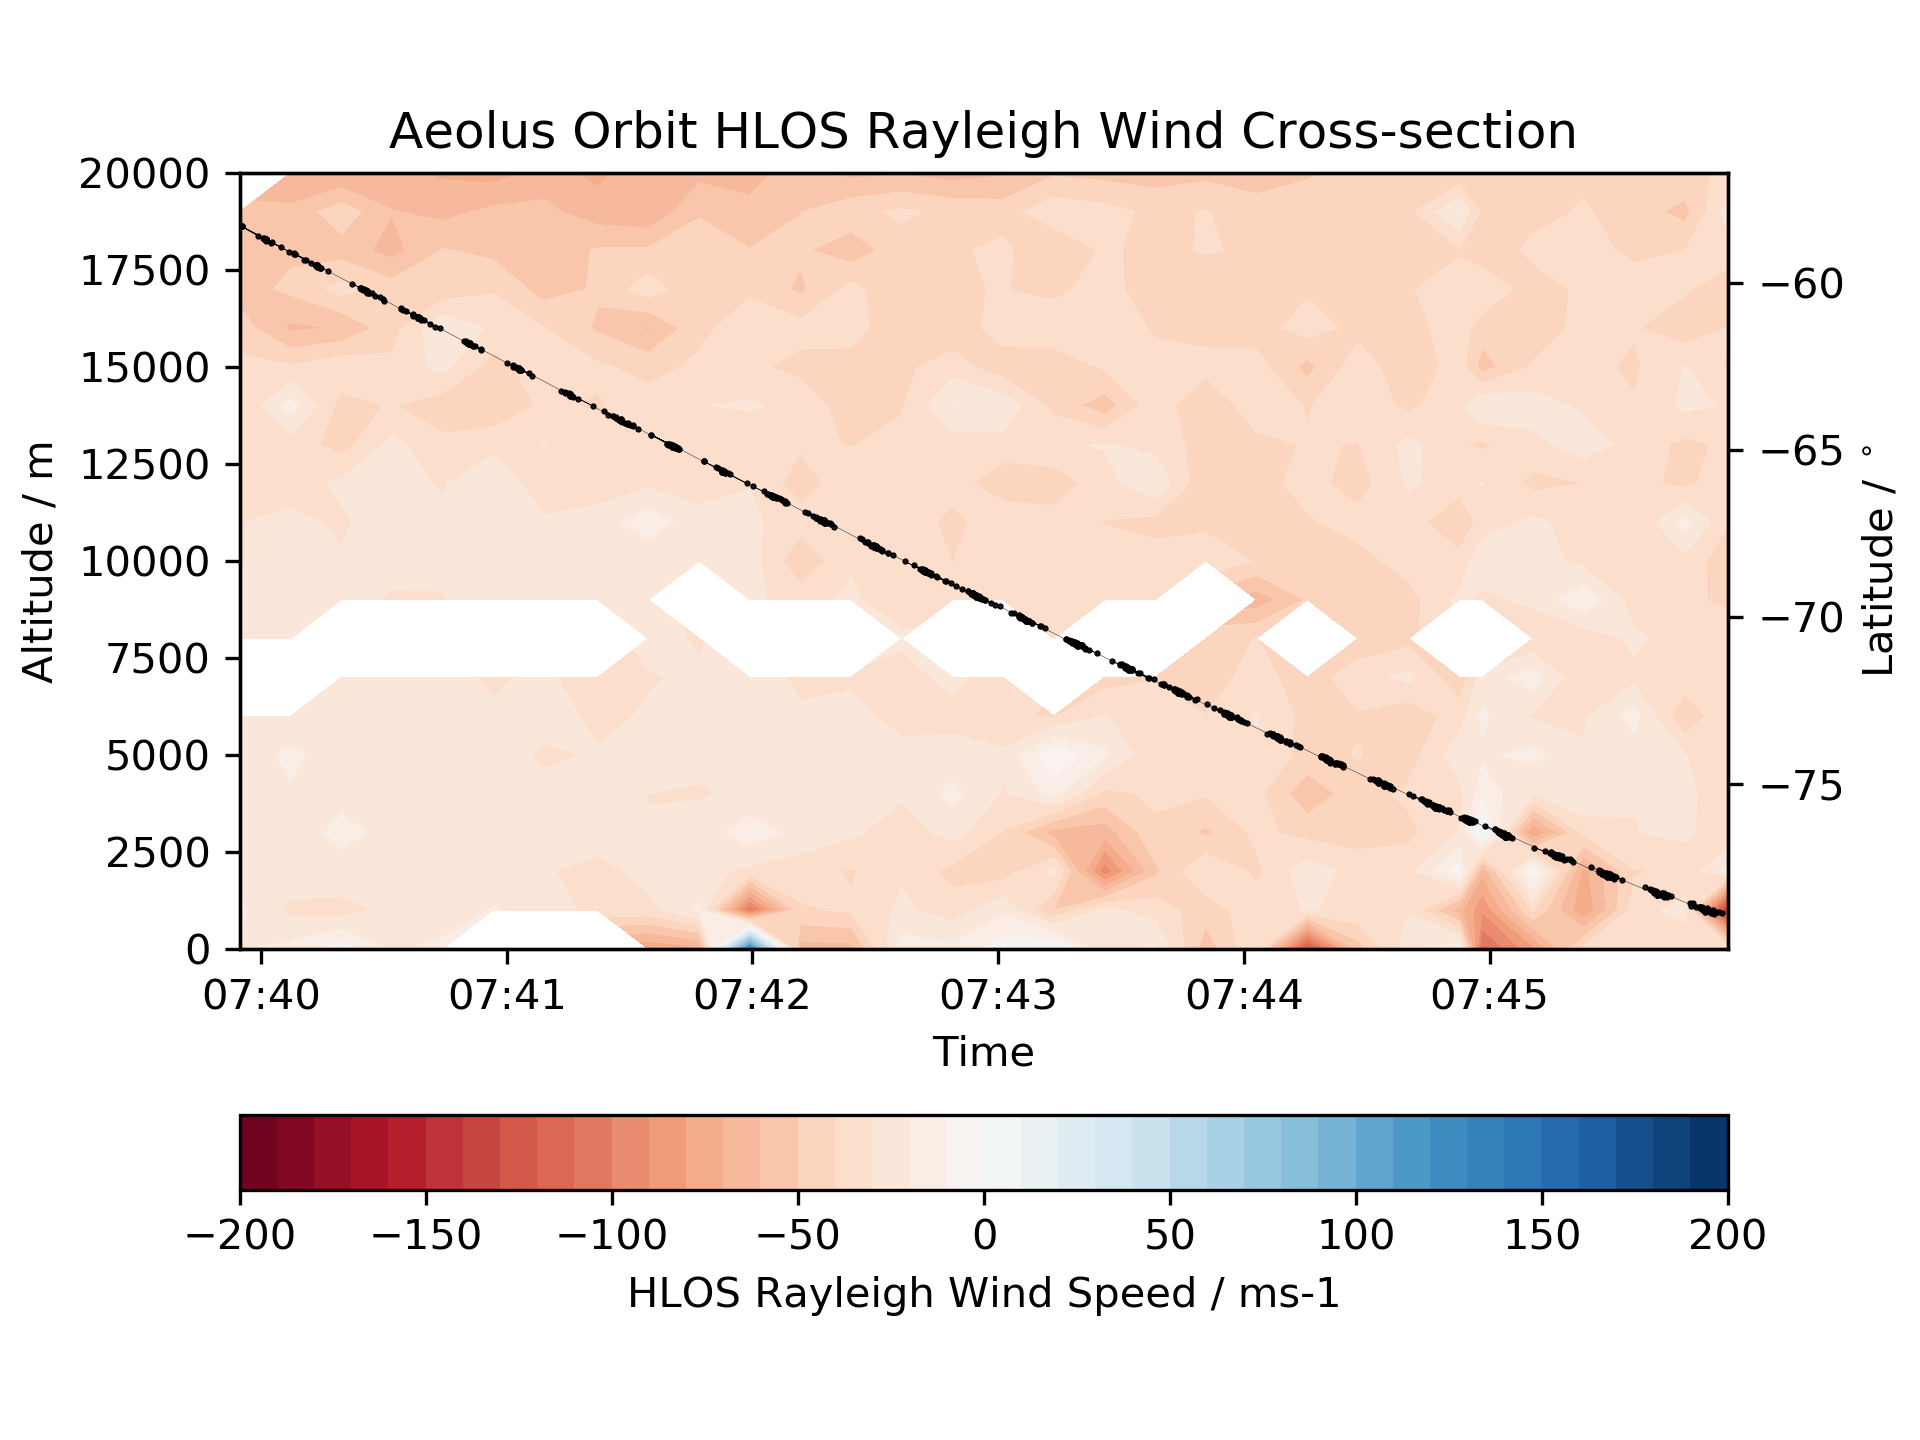 Aeolus Orbit HLOS Rayleigh Wind Cross-section
20000
17500
15000
12500
10000
7500
5000
2500
0
Altitude / m
−60
−65
−70
−75
Latitude / °
07:40 07:41 07:42 07:43 07:44 07:45
Time
−200 −150 −100 −50 0 50 100 150 200
HLOS Rayleigh Wind Speed / ms-1